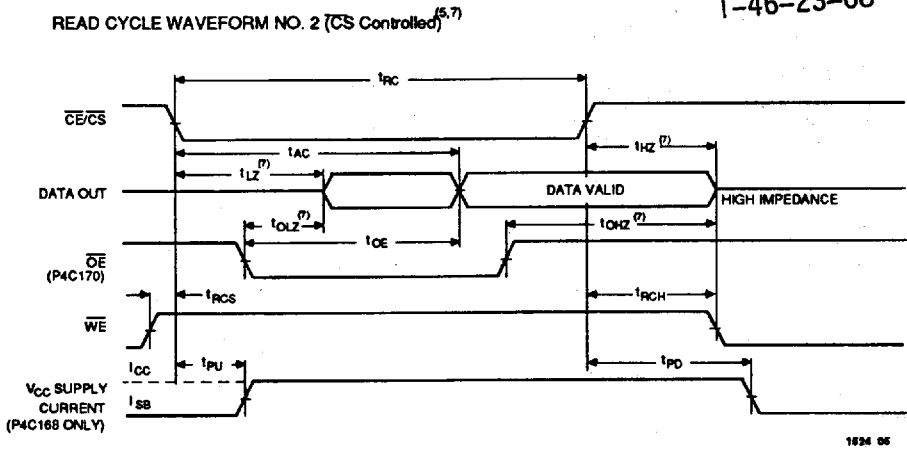 READ CYCLE WAVEFORM NO. 2 (CS Controlled)(5,7)
tRC
CE/CS
tAC
tHZ(7)
tLZ(7)
DATA OUT
DATA VALID
HIGH IMPEDANCE
tOLZ(7)
tOE
tOHZ(7)
OE
(P4C170)
tRCS
tRCH
WE
ICC
tPU
tPD
VCC SUPPLY
CURRENT
(P4C168 ONLY)
ISB
1524 05